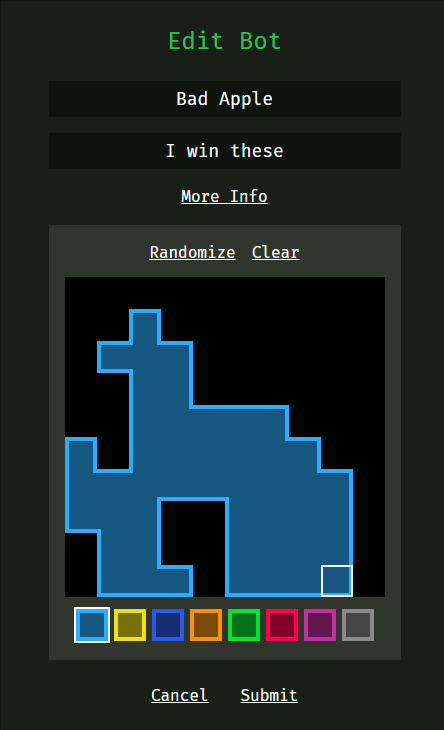 Edit Bot
Bad Apple
I win these
More Info
Randomize Clear
Cancel Submit